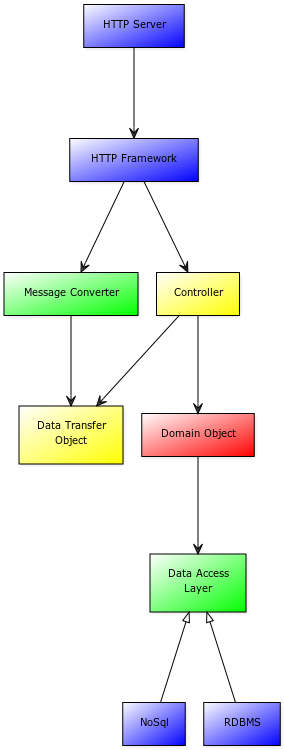 HTTP Server
HTTP Framework
Message Converter
Controller
Data Transfer
Object
Domain Object
Data Access
Layer
NoSql
RDBMS